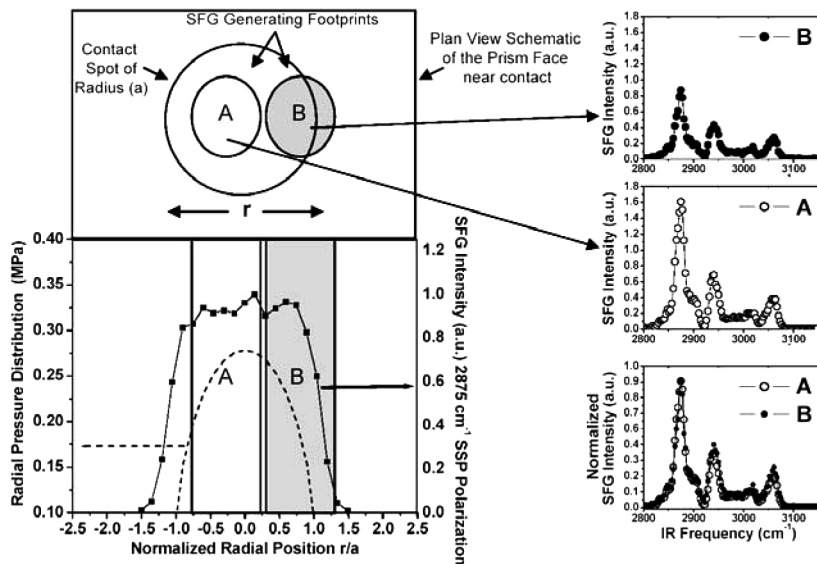 SFG Generating Footprints
Contact
Spot of
Radius (a)
A
B
r
Plan View Schematic
of the Prism Face
near contact
Radial Pressure Distribution (MPa)
0.40
0.35
0.30
0.25
0.20
0.15
0.10
A
B
-2.5 -2.0 -1.5 -1.0 -0.5 0.0 0.5 1.0 1.5 2.0 2.5
Normalized Radial Position r/a
1.2
1.0
0.8
0.6
0.4
0.2
0.0
SFG Intensity (a.u.) 2875 cm⁻¹
SSP Polarization
SFG Intensity (a.u.)
1.8
1.6
1.4
1.2
1.0
0.8
0.6
0.4
0.2
0.0
B
2800 2900 3000 3100
SFG Intensity (a.u.)
1.8
1.6
1.4
1.2
1.0
0.8
0.6
0.4
0.2
0.0
A
2800 2900 3000 3100
Normalized
SFG Intensity (a.u.)
0.9
0.8
0.7
0.6
0.4
0.3
0.2
0.1
0.0
A
B
2800 2900 3000 3100
IR Frequency (cm⁻¹)